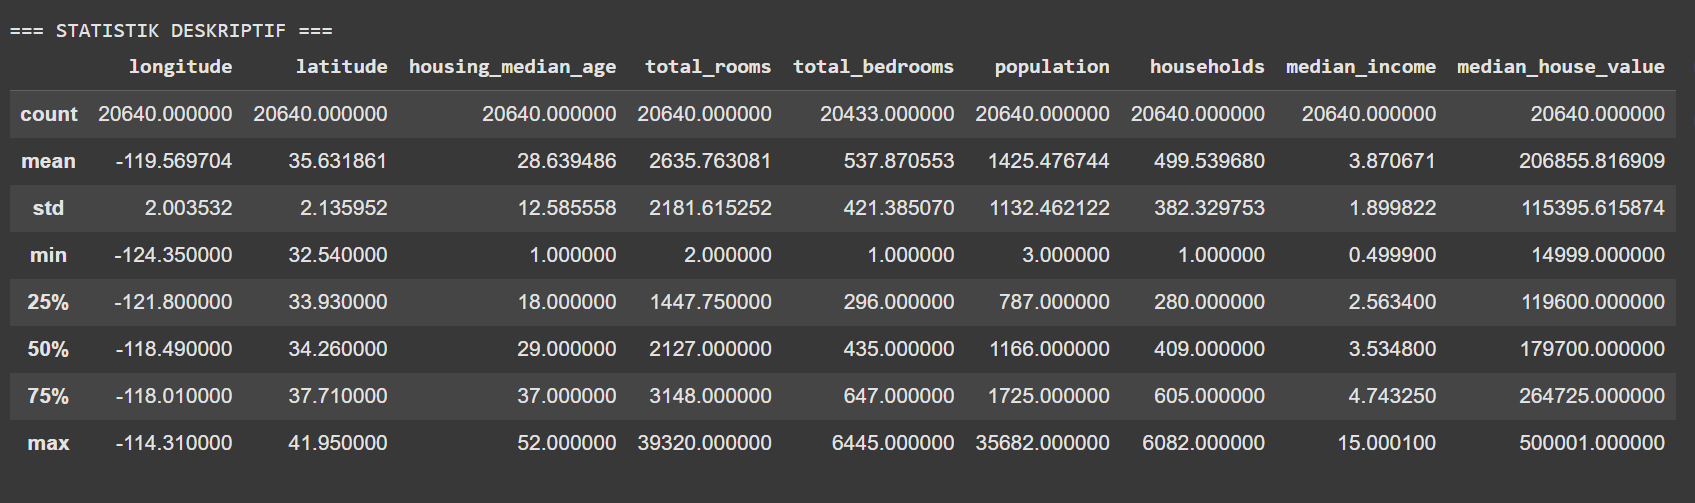 === STATISTIK DESKRIPTIF ===
longitude latitude housing_median_age total_rooms total_bedrooms population households median_income median_house_value
count 20640.000000 20640.000000 20640.000000 20640.000000 20433.000000 20640.000000 20640.000000 20640.000000 20640.000000
mean -119.569704 35.631861 28.639486 2635.763081 537.870553 1425.476744 499.539680 3.870671 206855.816909
std 2.003532 2.135952 12.585558 2181.615252 421.385070 1132.462122 382.329753 1.899822 115395.615874
min -124.350000 32.540000 1.000000 2.000000 1.000000 3.000000 1.000000 0.499900 14999.000000
25% -121.800000 33.930000 18.000000 1447.750000 296.000000 787.000000 280.000000 2.563400 119600.000000
50% -118.490000 34.260000 29.000000 2127.000000 435.000000 1166.000000 409.000000 3.534800 179700.000000
75% -118.010000 37.710000 37.000000 3148.000000 647.000000 1725.000000 605.000000 4.743250 264725.000000
max -114.310000 41.950000 52.000000 39320.000000 6445.000000 35682.000000 6082.000000 15.000100 500001.000000